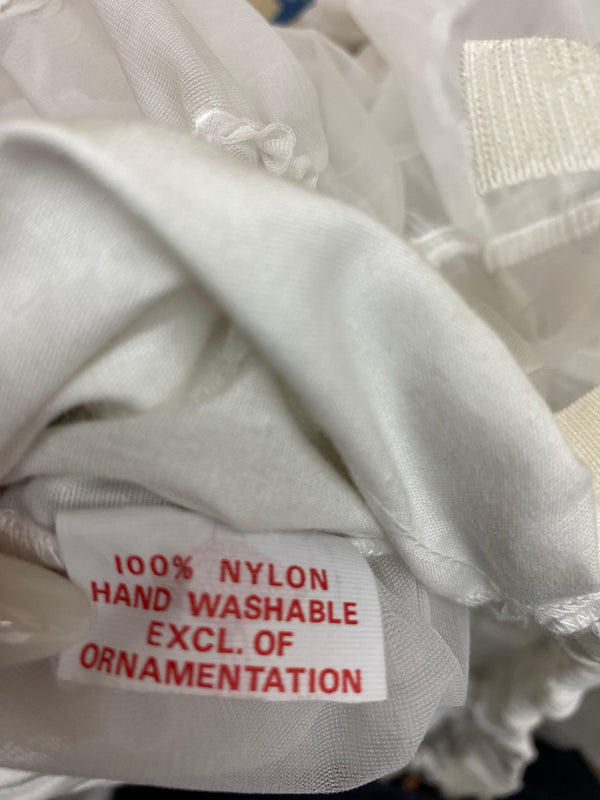 100% NYLON
HAND WASHABLE
EXCL. OF
ORNAMENTATION